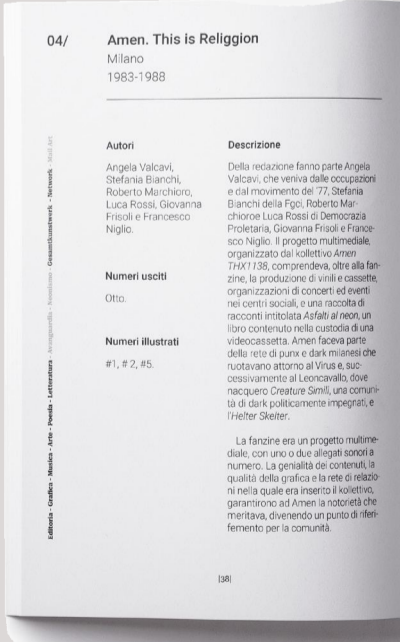 04/
Amen. This is Religgion
Milano
1983-1988
Autori
Angela Valcavi,
Stefania Bianchi,
Roberto Marchioro,
Luca Rossi, Giovanna
Frisoli e Francesco
Niglio.
Numeri usciti
Otto.
Numeri illustrati
#1, # 2, #5.
Descrizione
Della redazione fanno parte Angela
Valcavi, che veniva dalle occupazioni
e dal movimento del '77, Stefania
Bianchi della Fgci, Roberto Mar-
chioroe Luca Rossi di Democrazia
Proletaria, Giovanna Frisoli e France-
sco Niglio. Il progetto multimediale,
organizzato dal kollettivo Amen
THX1138, comprendeva, oltre alla fan-
zine, la produzione di vinili e cassette,
organizzazioni di concerti ed eventi
nei centri sociali, e una raccolta di
racconti intitolata Asfalti al neon, un
libro contenuto nella custodia di una
videocassetta. Amen faceva parte
della rete di punx e dark milanesi che
ruotavano attorno al Virus e, suc-
cessivamente al Leoncavallo, dove
nacquero Creature Simili, una comuni-
tà di dark politicamente impegnati, e
l'Helter Skelter.
La fanzine era un progetto multime-
diale, con uno o due allegati sonori a
numero. La genialità dei contenuti, la
qualità della grafica e la rete di relazio-
ni nella quale era inserito il kollettivo,
garantirono ad Amen la notorietà che
meritava, divenendo un punto di rifer-
femento per la comunità.
Editoria - Grafica - Musica - Arte - Poesia - Letteratura - Avanguardia - Neoismo - Gesamtkunstwerk - Network - Mail Art
|38|